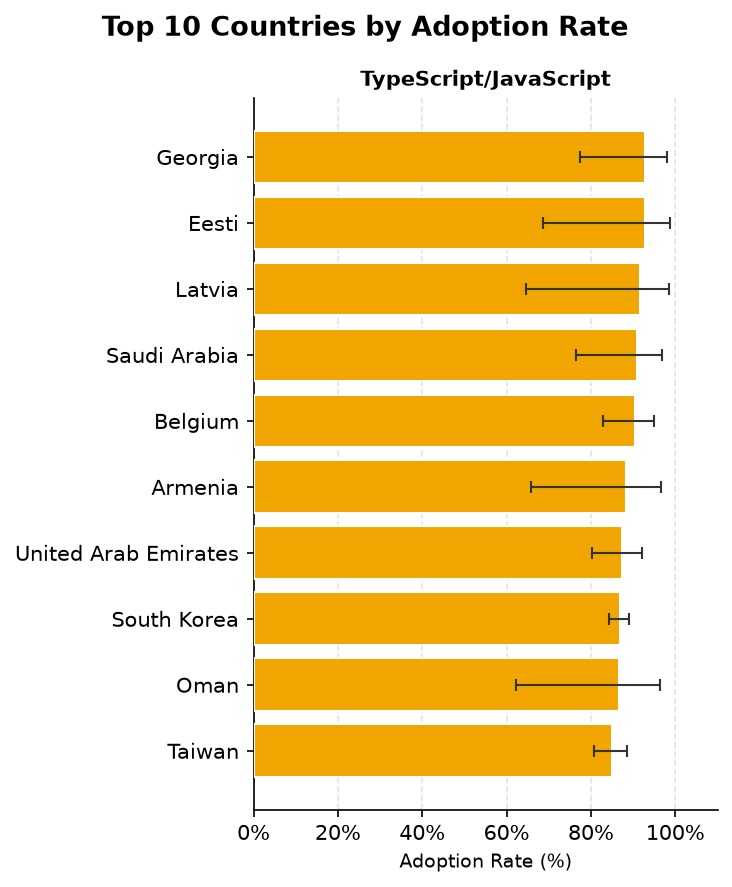 Top 10 Countries by Adoption Rate
TypeScript/JavaScript
Georgia
Eesti
Latvia
Saudi Arabia
Belgium
Armenia
United Arab Emirates
South Korea
Oman
Taiwan
0% 20% 40% 60% 80% 100%
Adoption Rate (%)